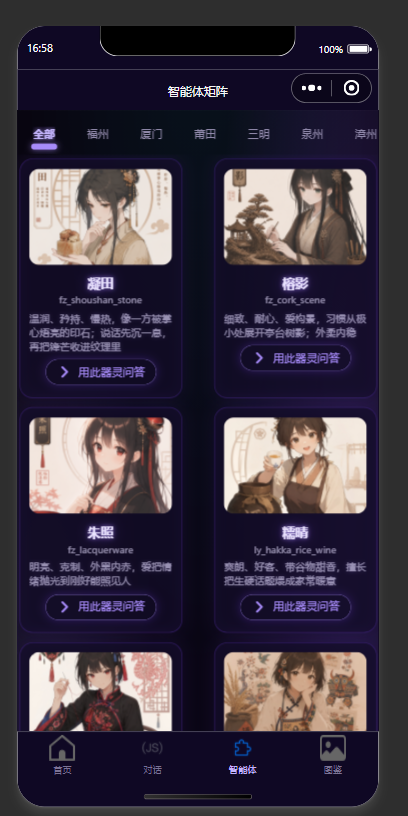 16:58
100%
智能体矩阵
全部 福州 厦门 莆田 三明 泉州 漳州
凝田
fz_shoushan_stone
温润、矜持、慢热，像一方被掌
心焐亮的印石；说话先沉一息，
再把锋芒收进纹理里
用此器灵问答
榕影
fz_cork_scene
细致、耐心、爱构景，习惯从极
小处展开亭台树影；外柔内稳
用此器灵问答
朱照
fz_lacquerware
明亮、克制、外黑内赤，爱把情
绪抛光到刚好能照见人
用此器灵问答
糯晴
ly_hakka_rice_wine
爽朗、好客、带谷物甜香，擅长
把生硬话题煨成家常暖意
用此器灵问答
首页
(JS)
对话
智能体
图鉴